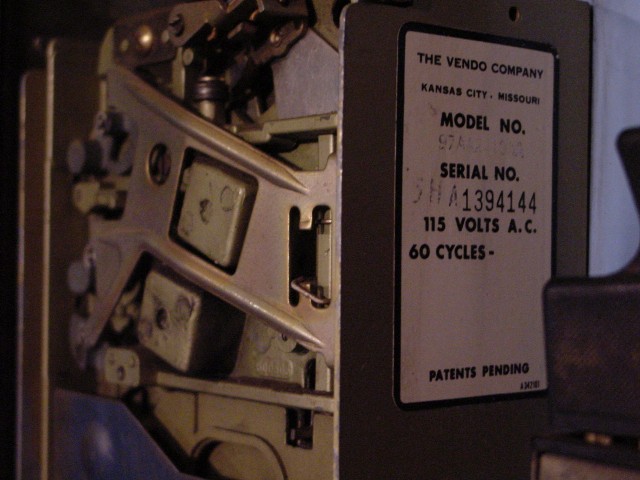 THE VENDO COMPANY
KANSAS CITY - MISSOURI
MODEL NO.
SERIAL NO.
1394144
115 VOLTS A.C.
60 CYCLES -
PATENTS PENDING